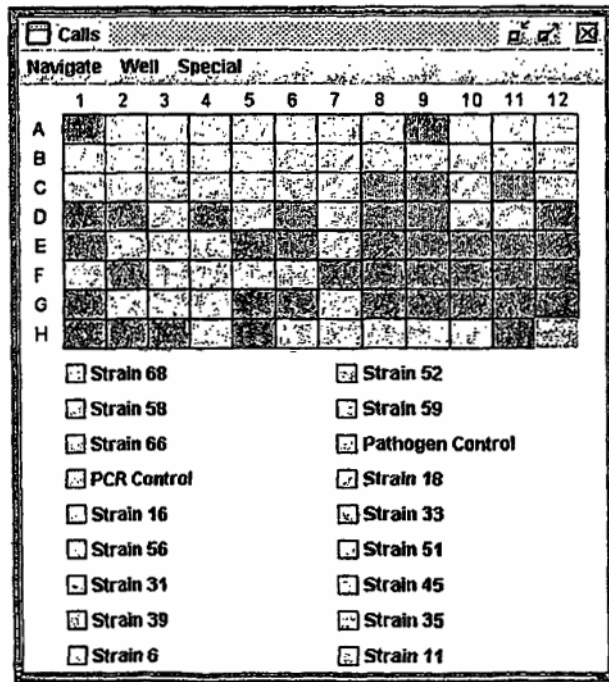 Calls
Navigate Well Special
1 2 3 4 5 6 7 8 9 10 11 12
A
B
C
D
E
F
G
H
Strain 68 Strain 52
Strain 58 Strain 59
Strain 66 Pathogen Control
PCR Control Strain 18
Strain 16 Strain 33
Strain 56 Strain 51
Strain 31 Strain 45
Strain 39 Strain 35
Strain 6 Strain 11